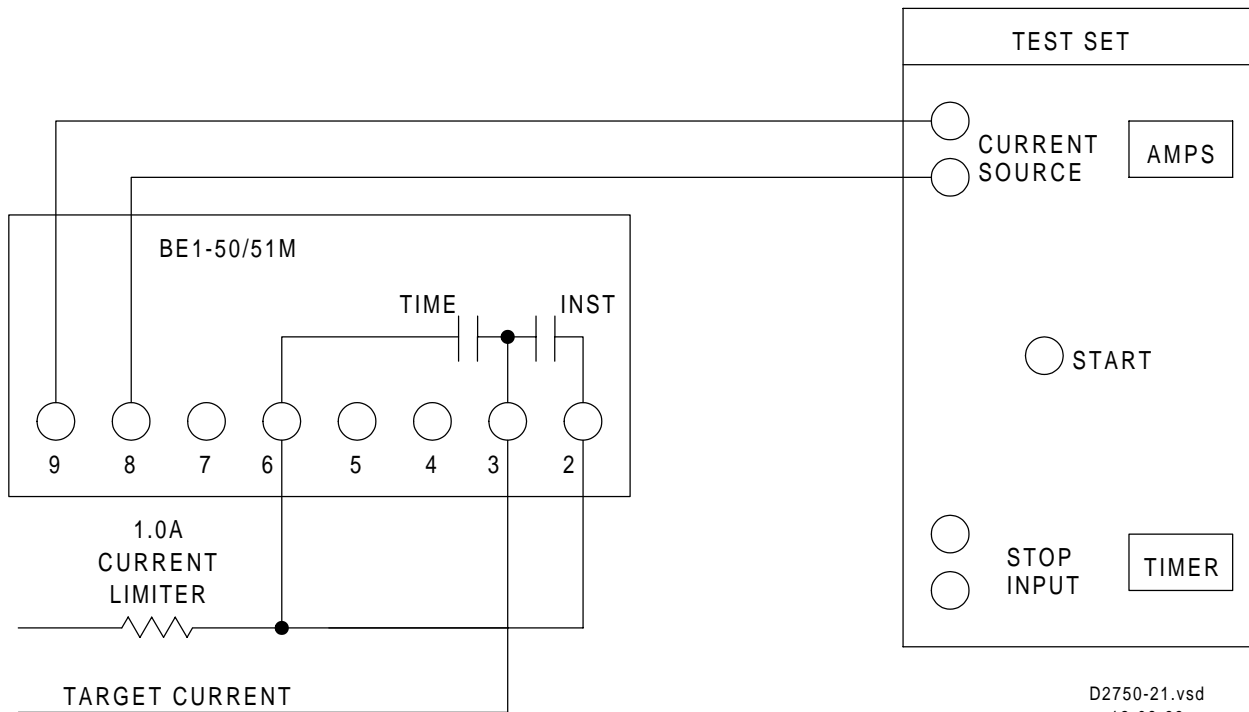 TEST SET
CURRENT
SOURCE
AMPS
BE1-50/51M
TIME
INST
START
9 8 7 6 5 4 3 2
1.0A
CURRENT
LIMITER
STOP
INPUT
TIMER
TARGET CURRENT
D2750-21.vsd